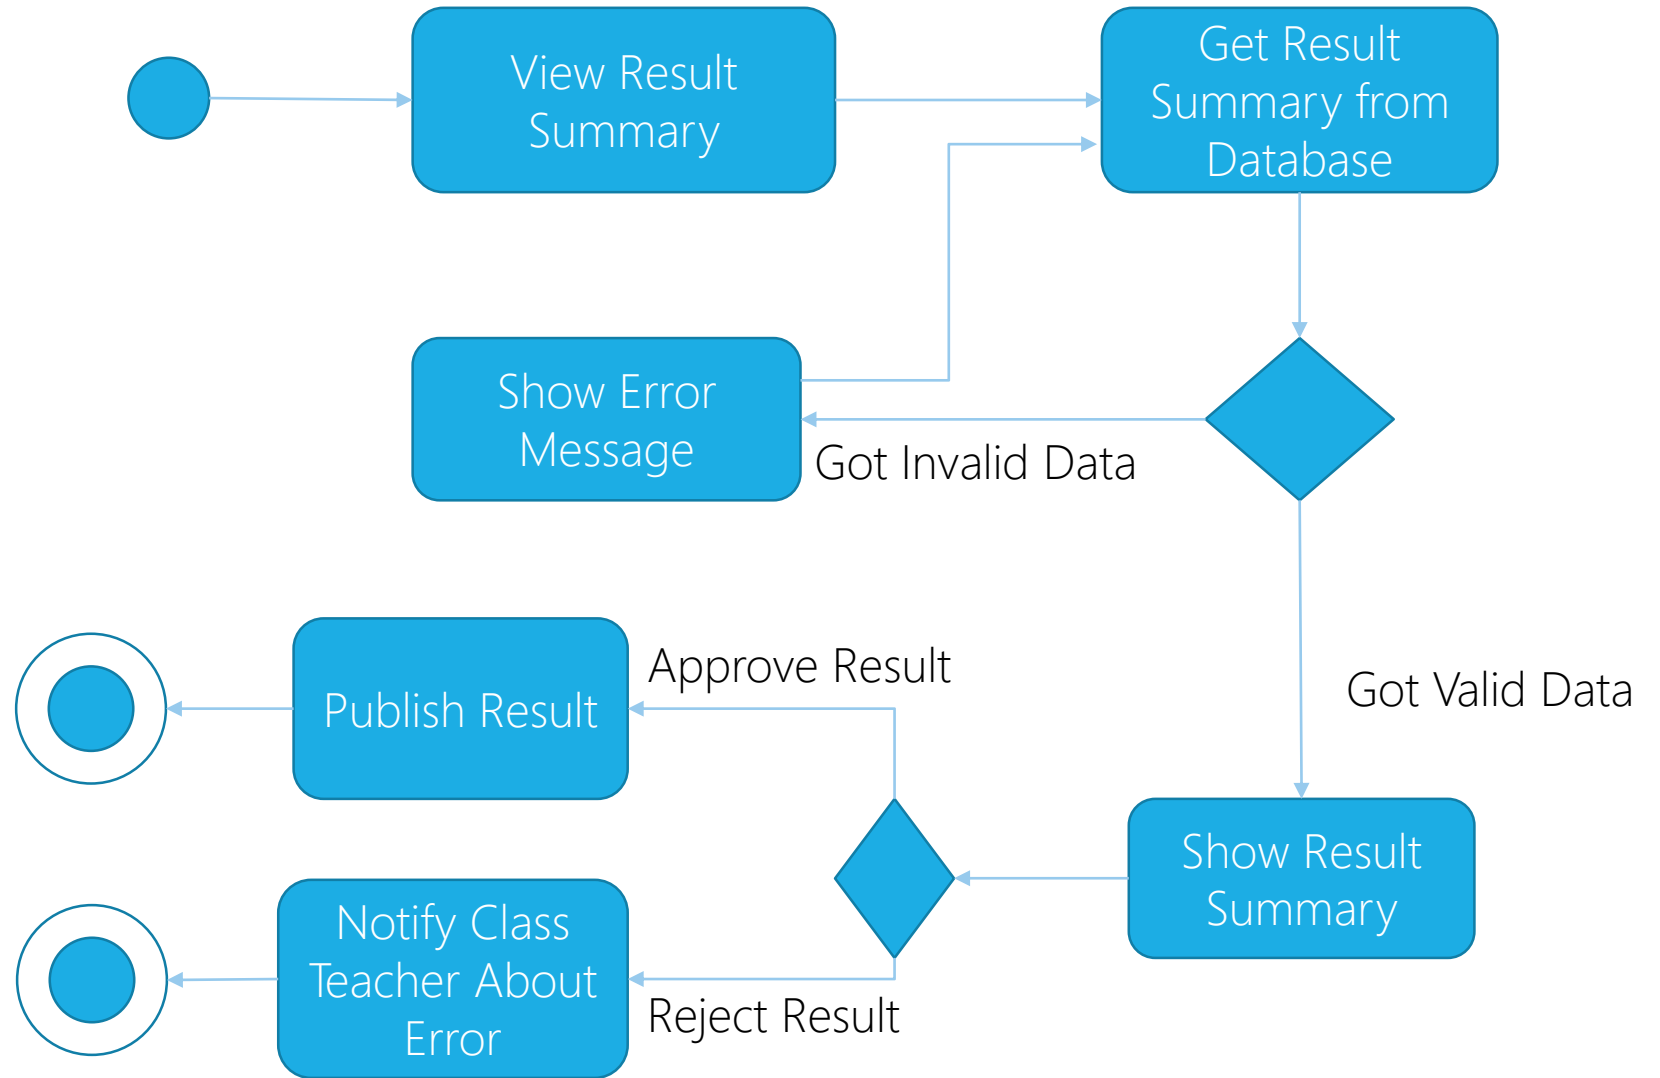 View Result
Summary
Get Result
Summary from
Database
Show Error
Message
Got Invalid Data
Got Valid Data
Publish Result
Approve Result
Show Result
Summary
Notify Class
Teacher About
Error
Reject Result